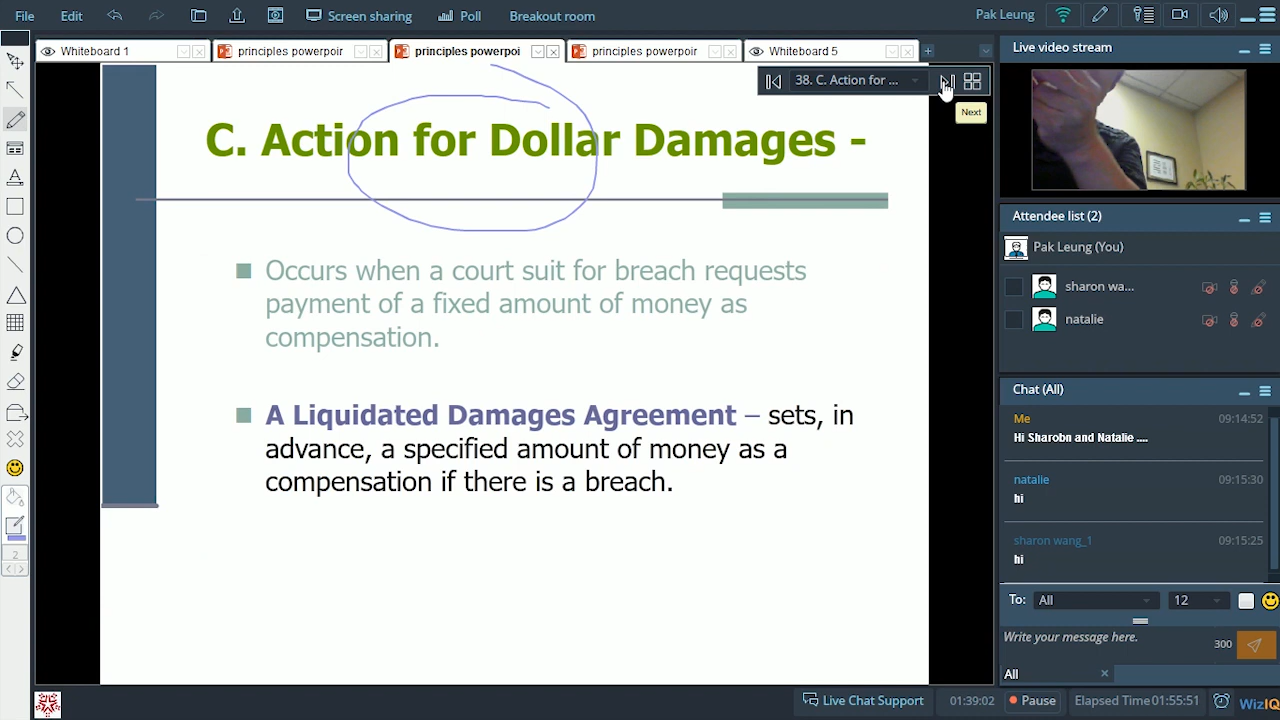 File Edit Screen sharing Poll Breakout room Pak Leung
Whiteboard 1 principles powerpoir principles powerpoi principles powerpoir Whiteboard 5
38. C. Action for ...
Next
C. Action for Dollar Damages -
Occurs when a court suit for breach requests
payment of a fixed amount of money as
compensation.
A Liquidated Damages Agreement – sets, in
advance, a specified amount of money as a
compensation if there is a breach.
2
Live video stream
Attendee list (2)
Pak Leung (You)
sharon wa...
natalie
Chat (All)
Me 09:14:52
Hi Sharobn and Natalie ....
natalie 09:15:30
hi
sharon wang_1 09:15:25
hi
To: All 12
Write your message here. 300
All
Live Chat Support 01:39:02 Pause Elapsed Time 01:55:51 WizIQ